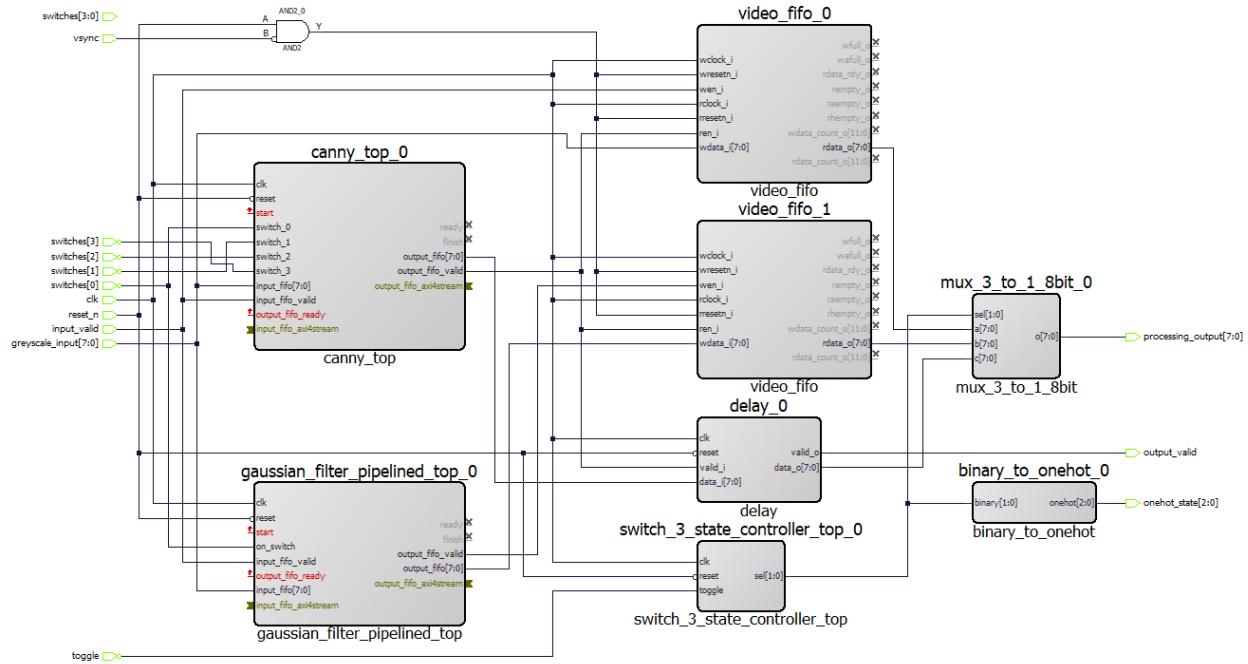 switches[3:0]
vsync
AND2_0
A
B
Y
AND2
video_fifo_0
wclock_i
wresetn_i
wen_i
rclock_i
rresetn_i
ren_i
wdata_i[7:0]
wfull_o
wafull_o
rdata_rdy_o
rempty_o
raempty_o
rhempty_o
wdata_count_o[11:0]
rdata_o[7:0]
rdata_count_o[11:0]
video_fifo
canny_top_0
clk
reset
start
switch_0
switch_1
switch_2
switch_3
input_fifo[7:0]
input_fifo_valid
output_fifo_ready
input_fifo_axi4stream
ready
finish
output_fifo[7:0]
output_fifo_valid
output_fifo_axi4stream
canny_top
switches[3]
switches[2]
switches[1]
switches[0]
clk
reset_n
input_valid
greyscale_input[7:0]
video_fifo_1
wclock_i
wresetn_i
wen_i
rclock_i
rresetn_i
ren_i
wdata_i[7:0]
wfull_o
wafull_o
rdata_rdy_o
rempty_o
raempty_o
rhempty_o
wdata_count_o[11:0]
rdata_o[7:0]
rdata_count_o[11:0]
video_fifo
mux_3_to_1_8bit_0
sel[1:0]
a[7:0]
b[7:0]
c[7:0]
o[7:0]
mux_3_to_1_8bit
processing_output[7:0]
delay_0
clk
reset
valid_i
data_i[7:0]
valid_o
data_o[7:0]
delay
output_valid
gaussian_filter_pipelined_top_0
clk
reset
start
on_switch
input_fifo_valid
output_fifo_ready
input_fifo[7:0]
input_fifo_axi4stream
ready
finish
output_fifo_valid
output_fifo[7:0]
output_fifo_axi4stream
gaussian_filter_pipelined_top
binary_to_onehot_0
binary[1:0]
onehot[2:0]
binary_to_onehot
onehot_state[2:0]
switch_3_state_controller_top_0
clk
reset
toggle
sel[1:0]
switch_3_state_controller_top
toggle